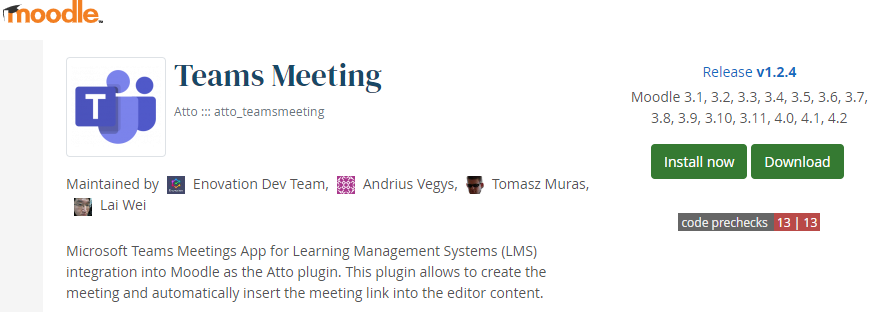 moodle
Teams Meeting
Atto ::: atto_teamsmeeting
T
Release v1.2.4
Moodle 3.1, 3.2, 3.3, 3.4, 3.5, 3.6, 3.7,
3.8, 3.9, 3.10, 3.11, 4.0, 4.1, 4.2
Install now Download
code prechecks 13 | 13
Maintained by Enovation Dev Team, Andrius Vegys, Tomasz Muras,
Lai Wei
Microsoft Teams Meetings App for Learning Management Systems (LMS)
integration into Moodle as the Atto plugin. This plugin allows to create the
meeting and automatically insert the meeting link into the editor content.